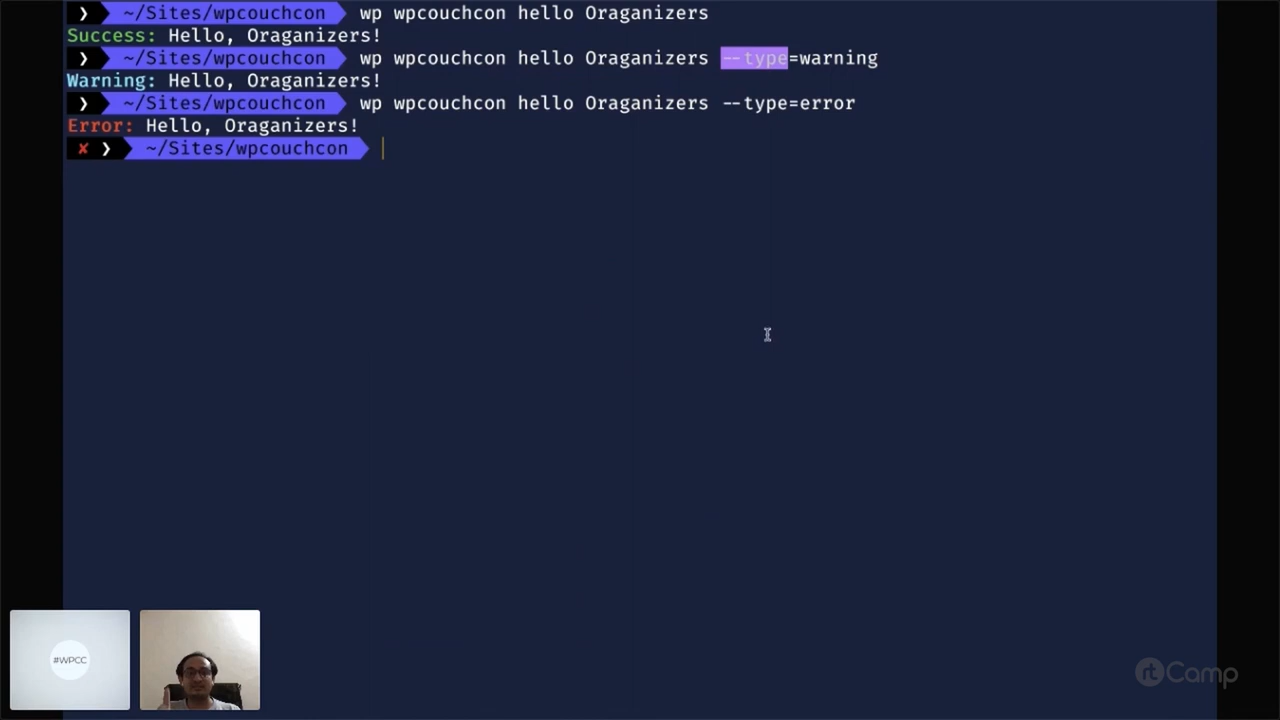 ❯ ~/Sites/wpcouchcon wp wpcouchcon hello Oraganizers
Success: Hello, Oraganizers!
❯ ~/Sites/wpcouchcon wp wpcouchcon hello Oraganizers --type=warning
Warning: Hello, Oraganizers!
❯ ~/Sites/wpcouchcon wp wpcouchcon hello Oraganizers --type=error
Error: Hello, Oraganizers!
✘ ❯ ~/Sites/wpcouchcon
#WPCC
rtCamp